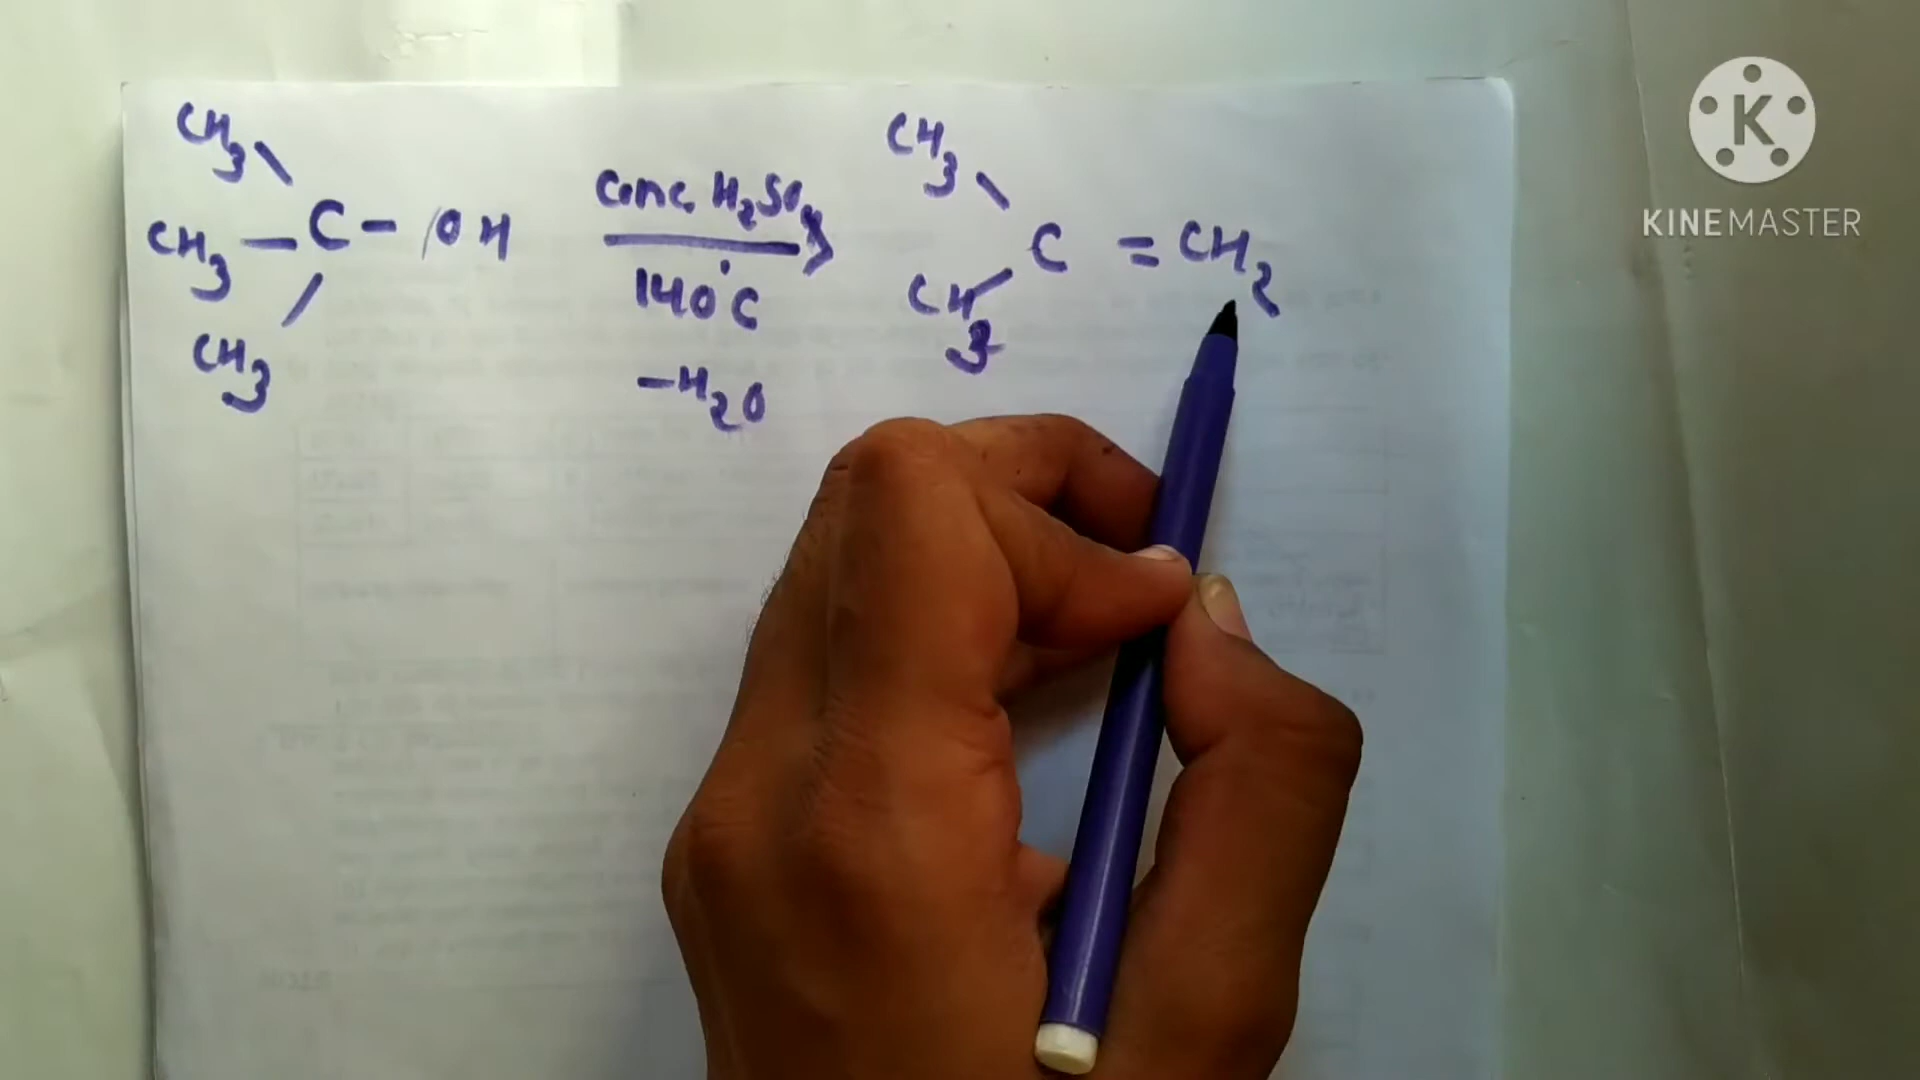 CH3
CH3 – C – OH
CH3
conc. H2SO4
140°C
–H2O
CH3
C = CH2
CH3
K
KINEMASTER